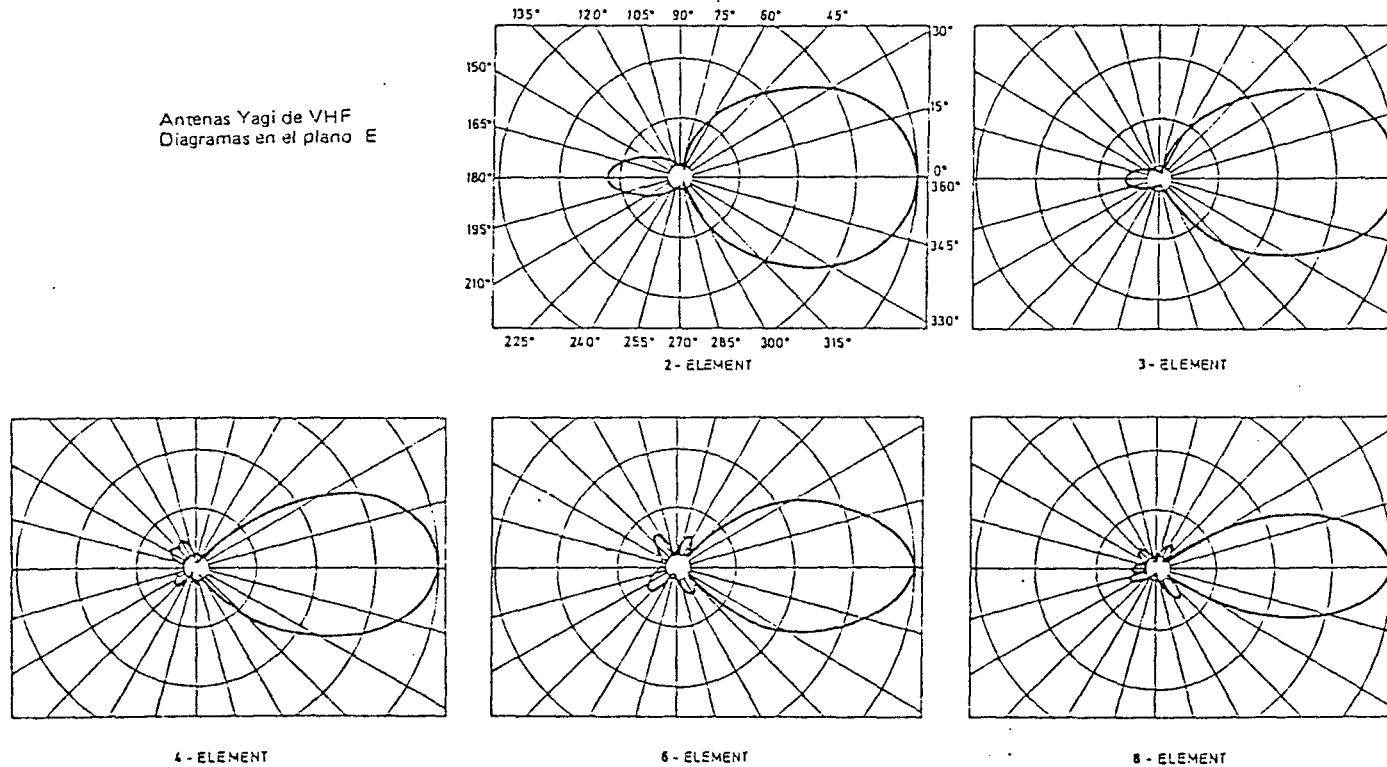 135° 120° 105° 90° 75° 60° 45°
30°
150°
Antenas Yagi de VHF
Diagramas en el plano E
165°
15°
180°
0°
360°
195°
345°
210°
330°
225° 240° 255° 270° 285° 300° 315°
2 - ELEMENT
3 - ELEMENT
4 - ELEMENT
6 - ELEMENT
8 - ELEMENT